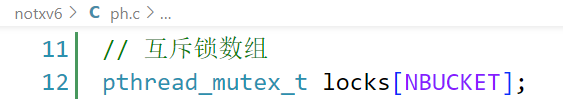 notxv6 > C ph.c > ...
11 // 互斥锁数组
12 pthread_mutex_t locks[NBUCKET];